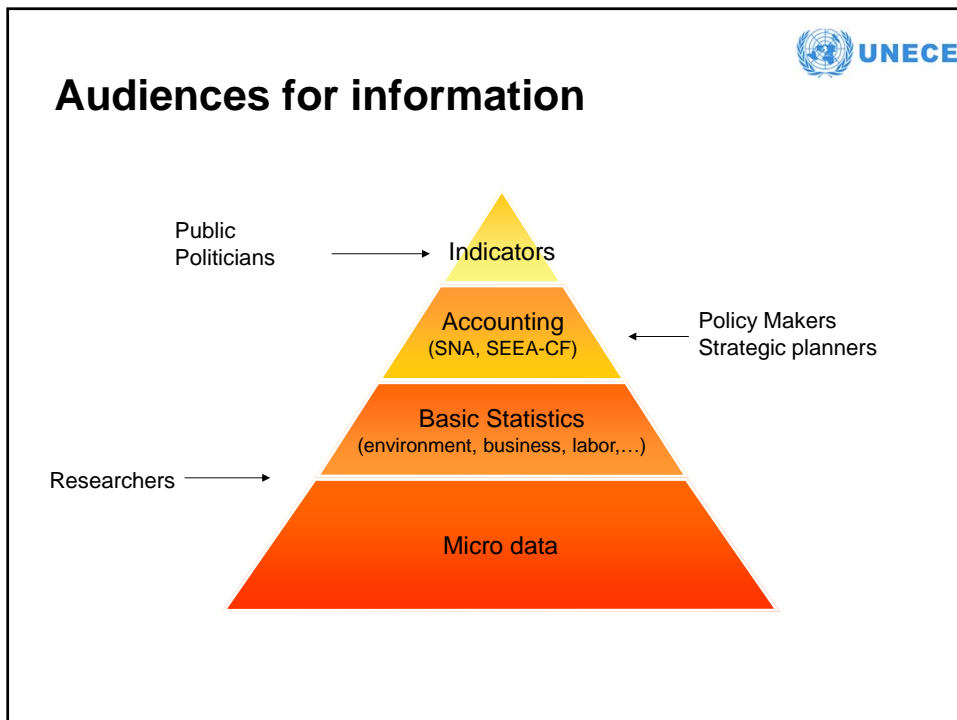 UNECE
Audiences for information
Public
Politicians
Indicators
Accounting
(SNA, SEEA-CF)
Policy Makers
Strategic planners
Basic Statistics
(environment, business, labor,…)
Researchers
Micro data